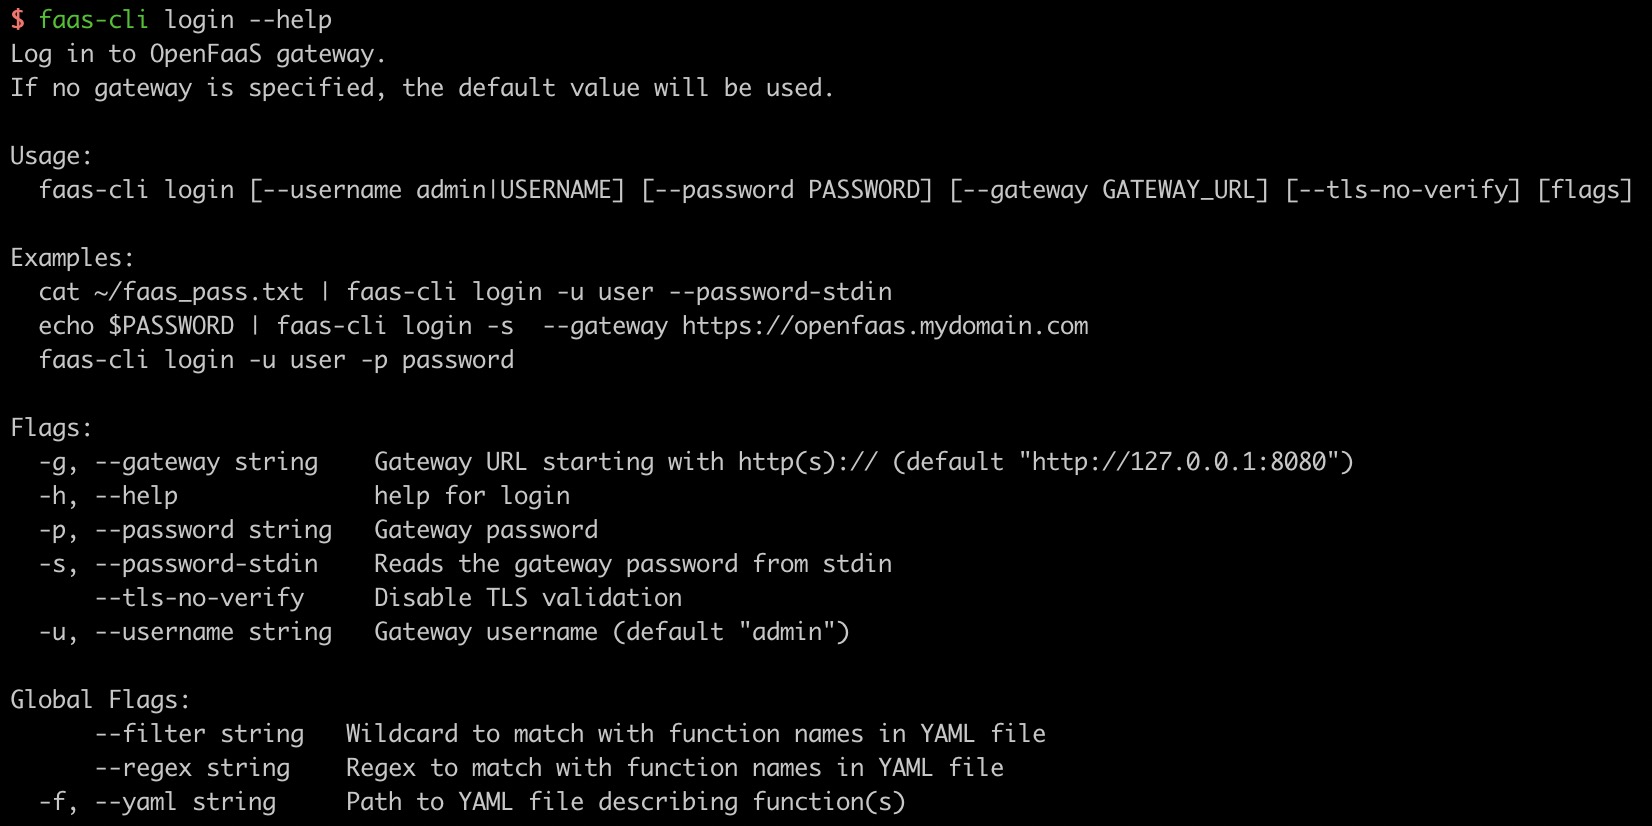 $ faas-cli login --help
Log in to OpenFaaS gateway.
If no gateway is specified, the default value will be used.

Usage:
  faas-cli login [--username admin|USERNAME] [--password PASSWORD] [--gateway GATEWAY_URL] [--tls-no-verify] [flags]

Examples:
  cat ~/faas_pass.txt | faas-cli login -u user --password-stdin
  echo $PASSWORD | faas-cli login -s  --gateway https://openfaas.mydomain.com
  faas-cli login -u user -p password

Flags:
  -g, --gateway string    Gateway URL starting with http(s):// (default "http://127.0.0.1:8080")
  -h, --help              help for login
  -p, --password string   Gateway password
  -s, --password-stdin    Reads the gateway password from stdin
      --tls-no-verify     Disable TLS validation
  -u, --username string   Gateway username (default "admin")

Global Flags:
      --filter string   Wildcard to match with function names in YAML file
      --regex string    Regex to match with function names in YAML file
  -f, --yaml string     Path to YAML file describing function(s)